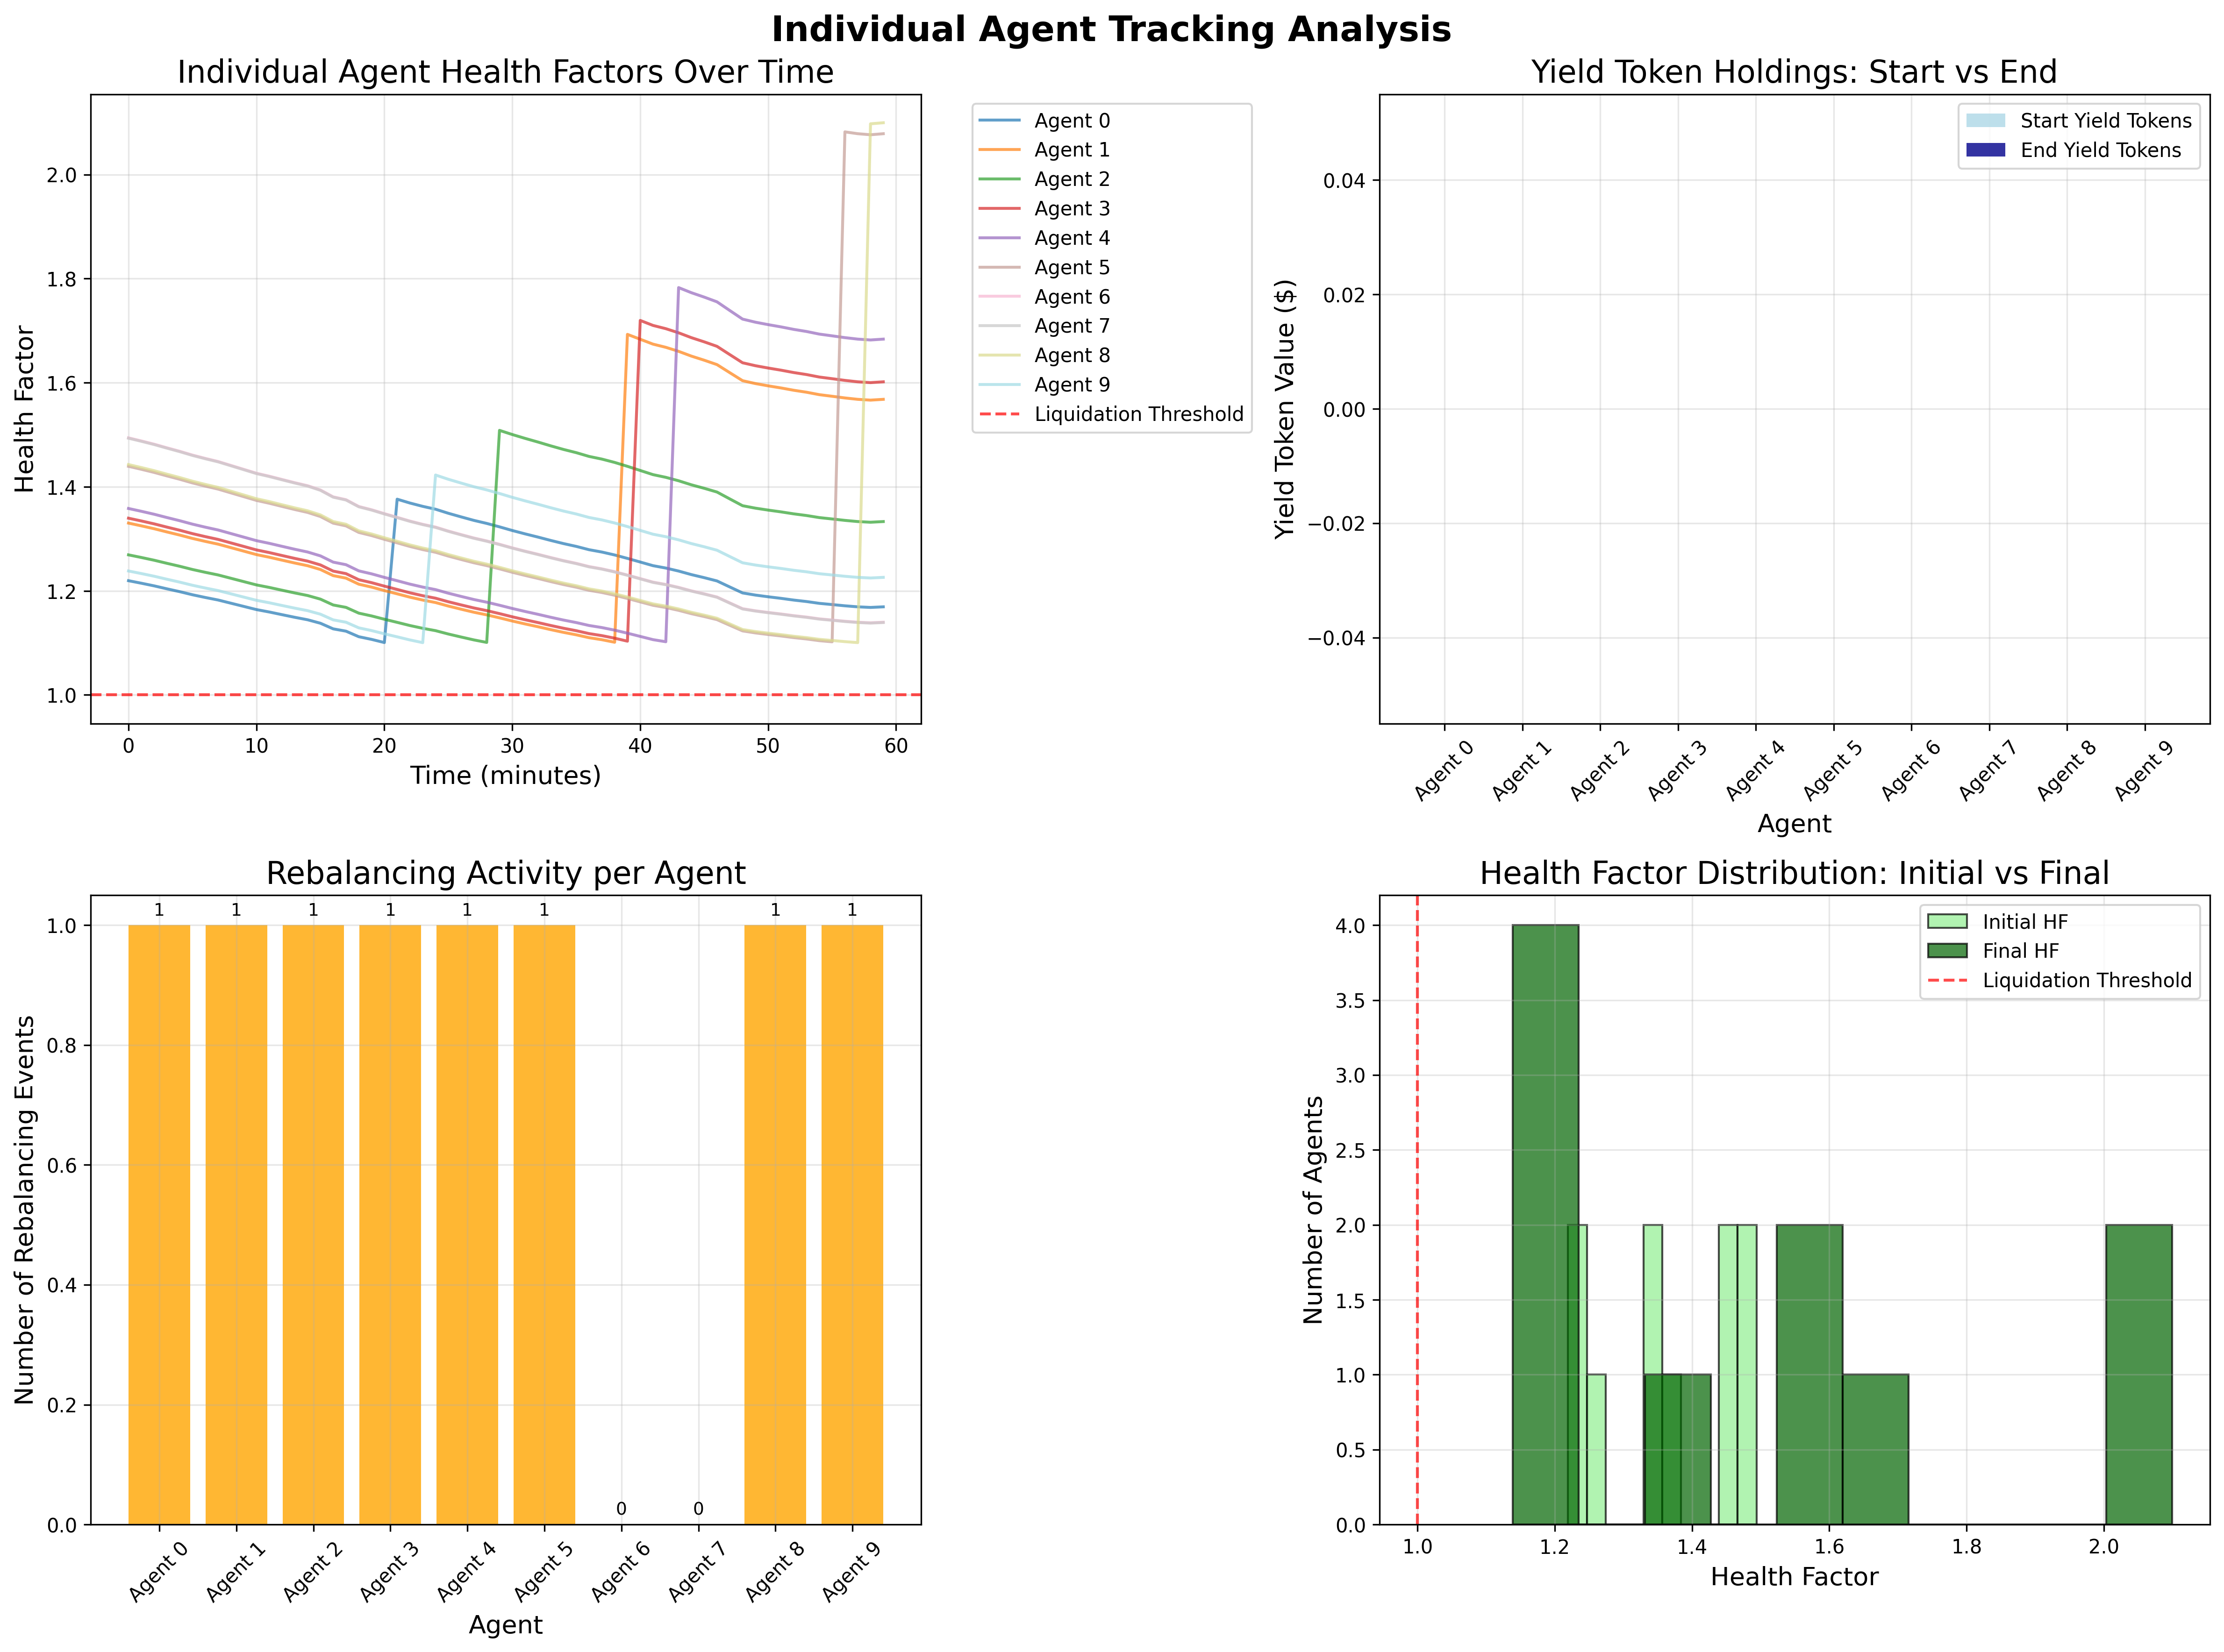 Individual Agent Tracking Analysis
Individual Agent Health Factors Over Time
Health Factor
2.0
1.8
1.6
1.4
1.2
1.0
0
10
20
30
40
50
60
Time (minutes)
Agent 0
Agent 1
Agent 2
Agent 3
Agent 4
Agent 5
Agent 6
Agent 7
Agent 8
Agent 9
Liquidation Threshold
Yield Token Holdings: Start vs End
Start Yield Tokens
End Yield Tokens
Yield Token Value ($)
0.04
0.02
0.00
−0.02
−0.04
Agent 0
Agent 1
Agent 2
Agent 3
Agent 4
Agent 5
Agent 6
Agent 7
Agent 8
Agent 9
Agent
Rebalancing Activity per Agent
Number of Rebalancing Events
1.0
0.8
0.6
0.4
0.2
0.0
1
1
1
1
1
1
0
0
1
1
Agent 0
Agent 1
Agent 2
Agent 3
Agent 4
Agent 5
Agent 6
Agent 7
Agent 8
Agent 9
Agent
Health Factor Distribution: Initial vs Final
Initial HF
Final HF
Liquidation Threshold
Number of Agents
4.0
3.5
3.0
2.5
2.0
1.5
1.0
0.5
0.0
1.0
1.2
1.4
1.6
1.8
2.0
Health Factor